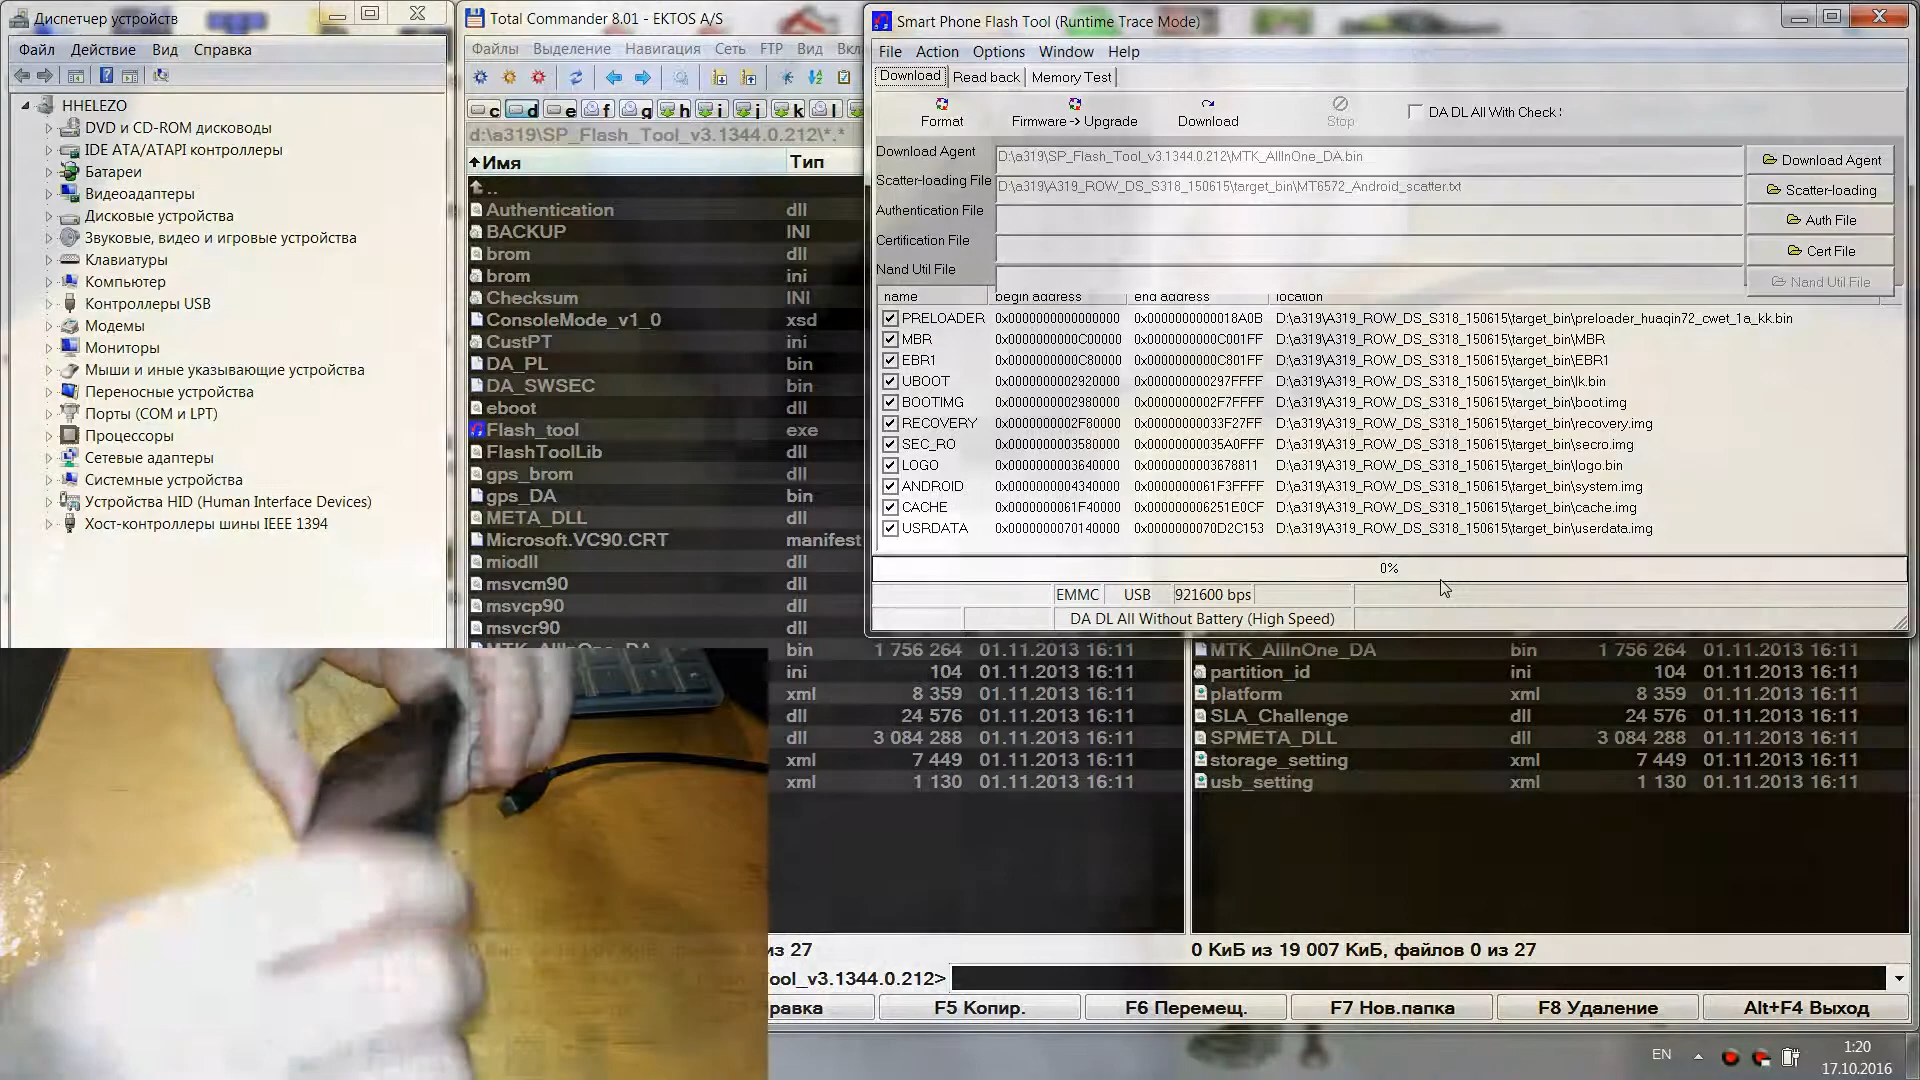 Диспетчер устройств
Файл Действие Вид Справка
HHELEZO
DVD и CD-ROM дисководы
IDE ATA/ATAPI контроллеры
Батареи
Видеоадаптеры
Дисковые устройства
Звуковые, видео и игровые устройства
Клавиатуры
Компьютер
Контроллеры USB
Модемы
Мониторы
Мыши и иные указывающие устройства
Переносные устройства
Порты (COM и LPT)
Процессоры
Сетевые адаптеры
Системные устройства
Устройства HID (Human Interface Devices)
Хост-контроллеры шины IEEE 1394
Total Commander 8.01 - EKTOS A/S
Файлы Выделение Навигация Сеть FTP Вид Вкл
c d e f g h i j k l
d:\a319\SP_Flash_Tool_v3.1344.0.212\*.*
Имя Тип
..
Authentication dll
BACKUP INI
brom dll
brom ini
Checksum INI
ConsoleMode_v1_0 xsd
CustPT ini
DA_PL bin
DA_SWSEC bin
eboot dll
Flash_tool exe
FlashToolLib dll
gps_brom dll
gps_DA bin
META_DLL dll
Microsoft.VC90.CRT manifest
miodll dll
msvcm90 dll
msvcp90 dll
msvcr90 dll
MTK_AllInOne_DA bin 1 756 264 01.11.2013 16:11
ini 104 01.11.2013 16:11
xml 8 359 01.11.2013 16:11
dll 24 576 01.11.2013 16:11
dll 3 084 288 01.11.2013 16:11
xml 7 449 01.11.2013 16:11
xml 1 130 01.11.2013 16:11
Smart Phone Flash Tool (Runtime Trace Mode)
File Action Options Window Help
Download Read back Memory Test
Format Firmware -> Upgrade Download Stop DA DL All With Check
Download Agent D:\a319\SP_Flash_Tool_v3.1344.0.212\MTK_AllInOne_DA.bin Download Agent
Scatter-loading File D:\a319\A319_ROW_DS_S318_150615\target_bin\MT6572_Android_scatter.txt Scatter-loading
Authentication File Auth File
Certification File Cert File
Nand Util File Nand Util File
name begin address end address location
PRELOADER 0x0000000000000000 0x0000000000018A0B D:\a319\A319_ROW_DS_S318_150615\target_bin\preloader_huaqin72_cwet_1a_kk.bin
MBR 0x0000000000C00000 0x0000000000C001FF D:\a319\A319_ROW_DS_S318_150615\target_bin\MBR
EBR1 0x0000000000C80000 0x0000000000C801FF D:\a319\A319_ROW_DS_S318_150615\target_bin\EBR1
UBOOT 0x0000000002920000 0x000000000297FFFF D:\a319\A319_ROW_DS_S318_150615\target_bin\lk.bin
BOOTIMG 0x0000000002980000 0x0000000002F7FFFF D:\a319\A319_ROW_DS_S318_150615\target_bin\boot.img
RECOVERY 0x0000000002F80000 0x00000000033F27FF D:\a319\A319_ROW_DS_S318_150615\target_bin\recovery.img
SEC_RO 0x0000000003580000 0x00000000035A0FFF D:\a319\A319_ROW_DS_S318_150615\target_bin\secro.img
LOGO 0x0000000003640000 0x0000000003678811 D:\a319\A319_ROW_DS_S318_150615\target_bin\logo.bin
ANDROID 0x0000000004340000 0x0000000061F3FFFF D:\a319\A319_ROW_DS_S318_150615\target_bin\system.img
CACHE 0x0000000061F40000 0x000000006251E0CF D:\a319\A319_ROW_DS_S318_150615\target_bin\cache.img
USRDATA 0x0000000070140000 0x0000000070D2C153 D:\a319\A319_ROW_DS_S318_150615\target_bin\userdata.img
0%
EMMC USB 921600 bps
DA DL All Without Battery (High Speed)
MTK_AllInOne_DA bin 1 756 264 01.11.2013 16:11
partition_id ini 104 01.11.2013 16:11
platform xml 8 359 01.11.2013 16:11
SLA_Challenge dll 24 576 01.11.2013 16:11
SPMETA_DLL dll 3 084 288 01.11.2013 16:11
storage_setting xml 7 449 01.11.2013 16:11
usb_setting xml 1 130 01.11.2013 16:11
из 27
0 КиБ из 19 007 КиБ, файлов 0 из 27
ool_v3.1344.0.212>
равка F5 Копир. F6 Перемещ. F7 Нов.папка F8 Удаление Alt+F4 Выход
EN 1:20
17.10.2016